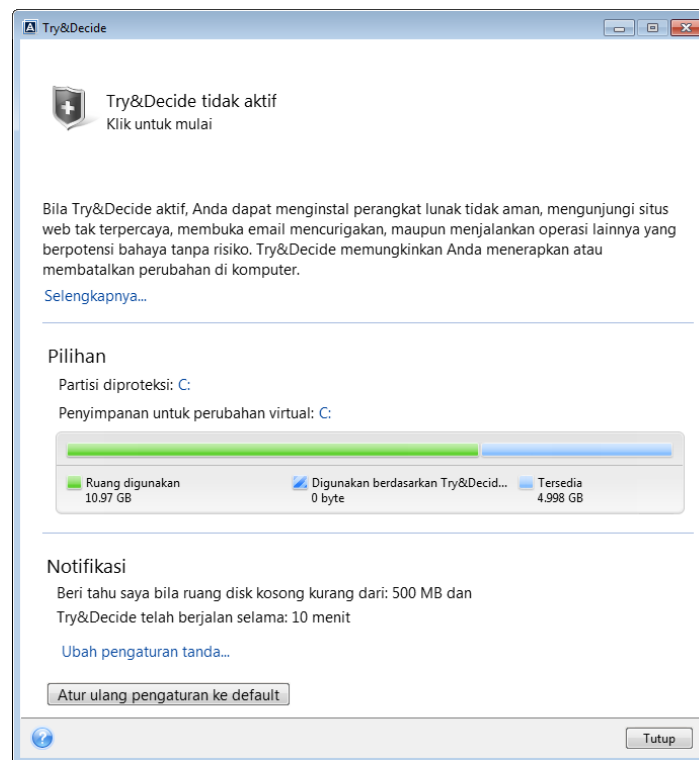 Try&Decide
Try&Decide tidak aktif
Klik untuk mulai
Bila Try&Decide aktif, Anda dapat menginstal perangkat lunak tidak aman, mengunjungi situs
web tak terpercaya, membuka email mencurigakan, maupun menjalankan operasi lainnya yang
berpotensi bahaya tanpa risiko. Try&Decide memungkinkan Anda menerapkan atau
membatalkan perubahan di komputer.
Selengkapnya...
Pilihan
Partisi diproteksi: C:
Penyimpanan untuk perubahan virtual: C:
Ruang digunakan
10.97 GB
Digunakan berdasarkan Try&Decid...
0 byte
Tersedia
4.998 GB
Notifikasi
Beri tahu saya bila ruang disk kosong kurang dari: 500 MB dan
Try&Decide telah berjalan selama: 10 menit
Ubah pengaturan tanda...
Atur ulang pengaturan ke default
Tutup